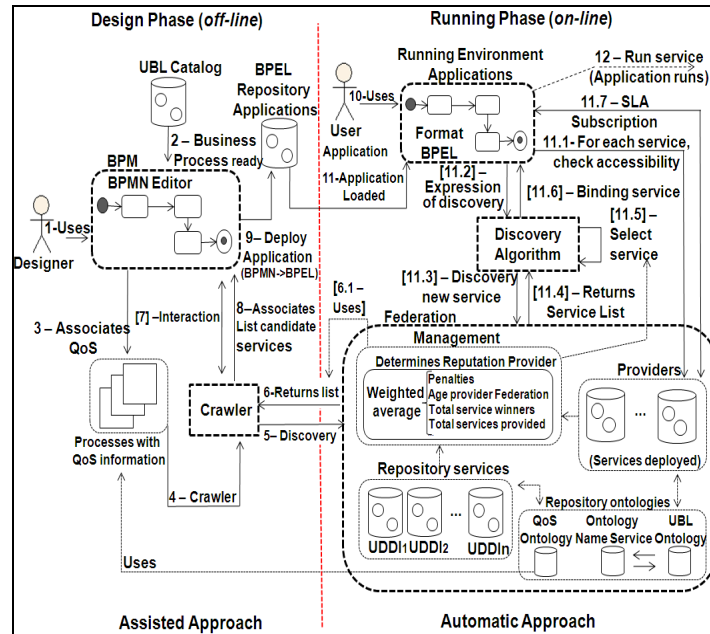 Design Phase (off-line)
Running Phase (on-line)
UBL Catalog
BPEL
Repository
Applications
2 – Business
Process ready
BPM
BPMN Editor
1-Uses
Designer
9– Deploy
Application
(BPMN->BPEL)
3 – Associates
QoS
[7] –Interaction
8–Associates
List candidate
services
Processes with
QoS information
4 – Crawler
Crawler
6-Returns list
5 – Discovery
Uses
Assisted Approach
Running Environment
Applications
12 – Run service
(Application runs)
10-Uses
User
Application
Format
BPEL
11.7 – SLA
Subscription
11.1- For each service,
check accessibility
11-Application
Loaded
[11.2] –
Expression
of discovery
[11.6] – Binding service
[11.5] –
Select
service
Discovery
Algorithm
[11.3] – Discovery
new service
[11.4] – Returns
Service List
[6.1 –
Uses]
Federation
Management
Determines Reputation Provider
Weighted
average
Penalties
Age provider Federation
Total service winners
Total services provided
Providers
...
(Services deployed)
Repository services
...
UDDI1 UDDI2 UDDIn
Repository ontologies
QoS
Ontology
Ontology
Name Service
UBL
Ontology
Automatic Approach